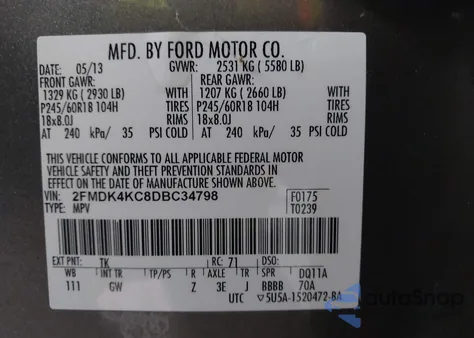 MFD. BY FORD MOTOR CO.
DATE: 05/13 GVWR: 2531 KG ( 5580 LB)
FRONT GAWR: REAR GAWR:
1329 KG ( 2930 LB) WITH 1207 KG ( 2660 LB) WITH
P245/60R18 104H TIRES P245/60R18 104H TIRES
18x8.0J RIMS 18x8.0J RIMS
AT 240 kPa/ 35 PSI COLD AT 240 kPa/ 35 PSI COLD
THIS VEHICLE CONFORMS TO ALL APPLICABLE FEDERAL MOTOR
VEHICLE SAFETY AND THEFT PREVENTION STANDARDS IN
EFFECT ON THE DATE OF MANUFACTURE SHOWN ABOVE.
VIN: 2FMDK4KC8DBC34798 F0175
TYPE: MPV T0239
EXT PNT: TK RC: 71 DSO:
WB INT TR TP/PS R AXLE TR SPR DQ11A
111 GW Z 3E J BBBB 70A
UTC 5U5A-1520472-BA
autoSnap